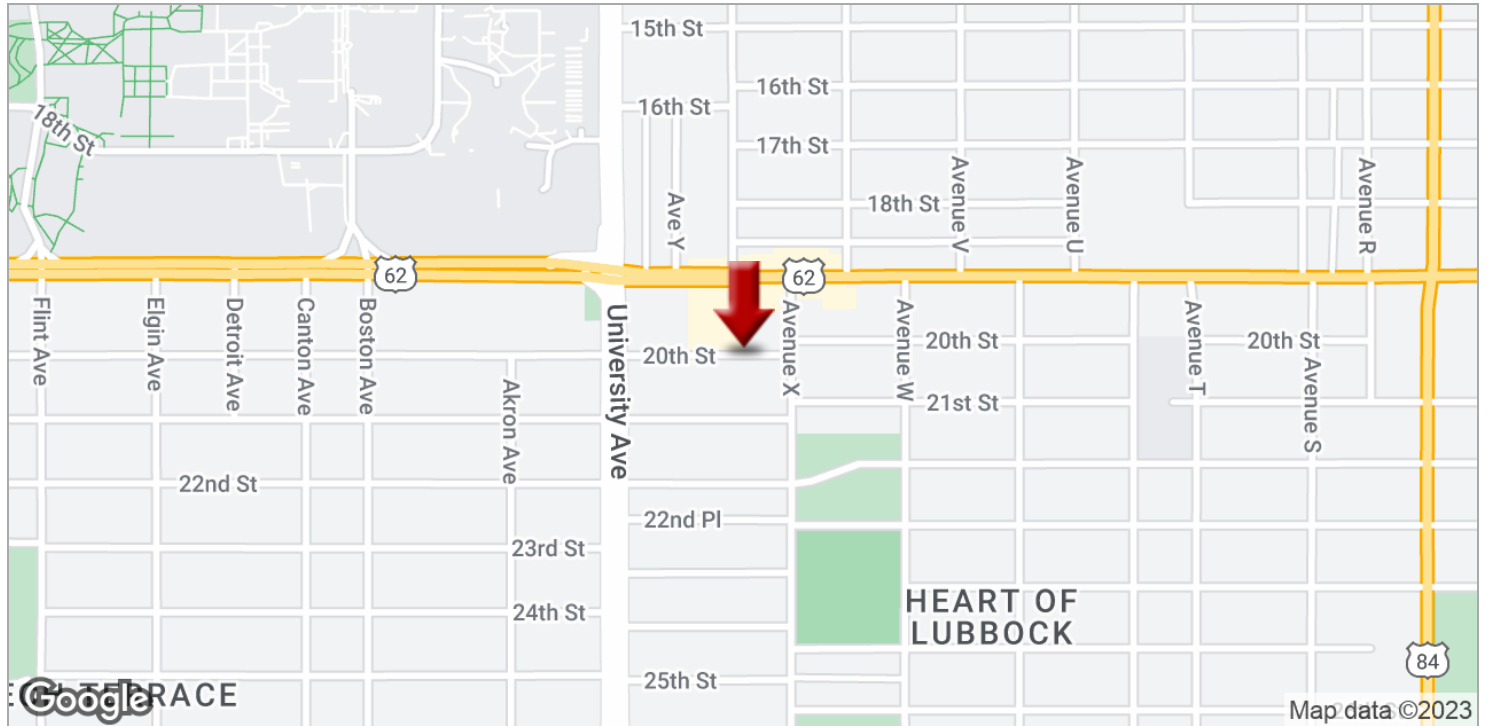 15th St
16th St
16th St
18th St
17th St
Avenue V
Avenue U
Avenue R
Ave Y
18th St
62
62
Flint Ave
Elgin Ave
Detroit Ave
Canton Ave
Boston Ave
University Ave
Avenue X
Avenue W
Avenue T
20th St
20th St
20th St
Avenue S
Akron Ave
21st St
22nd St
22nd Pl
23rd St
24th St
HEART OF
LUBBOCK
84
25th St
Google
Map data ©2023